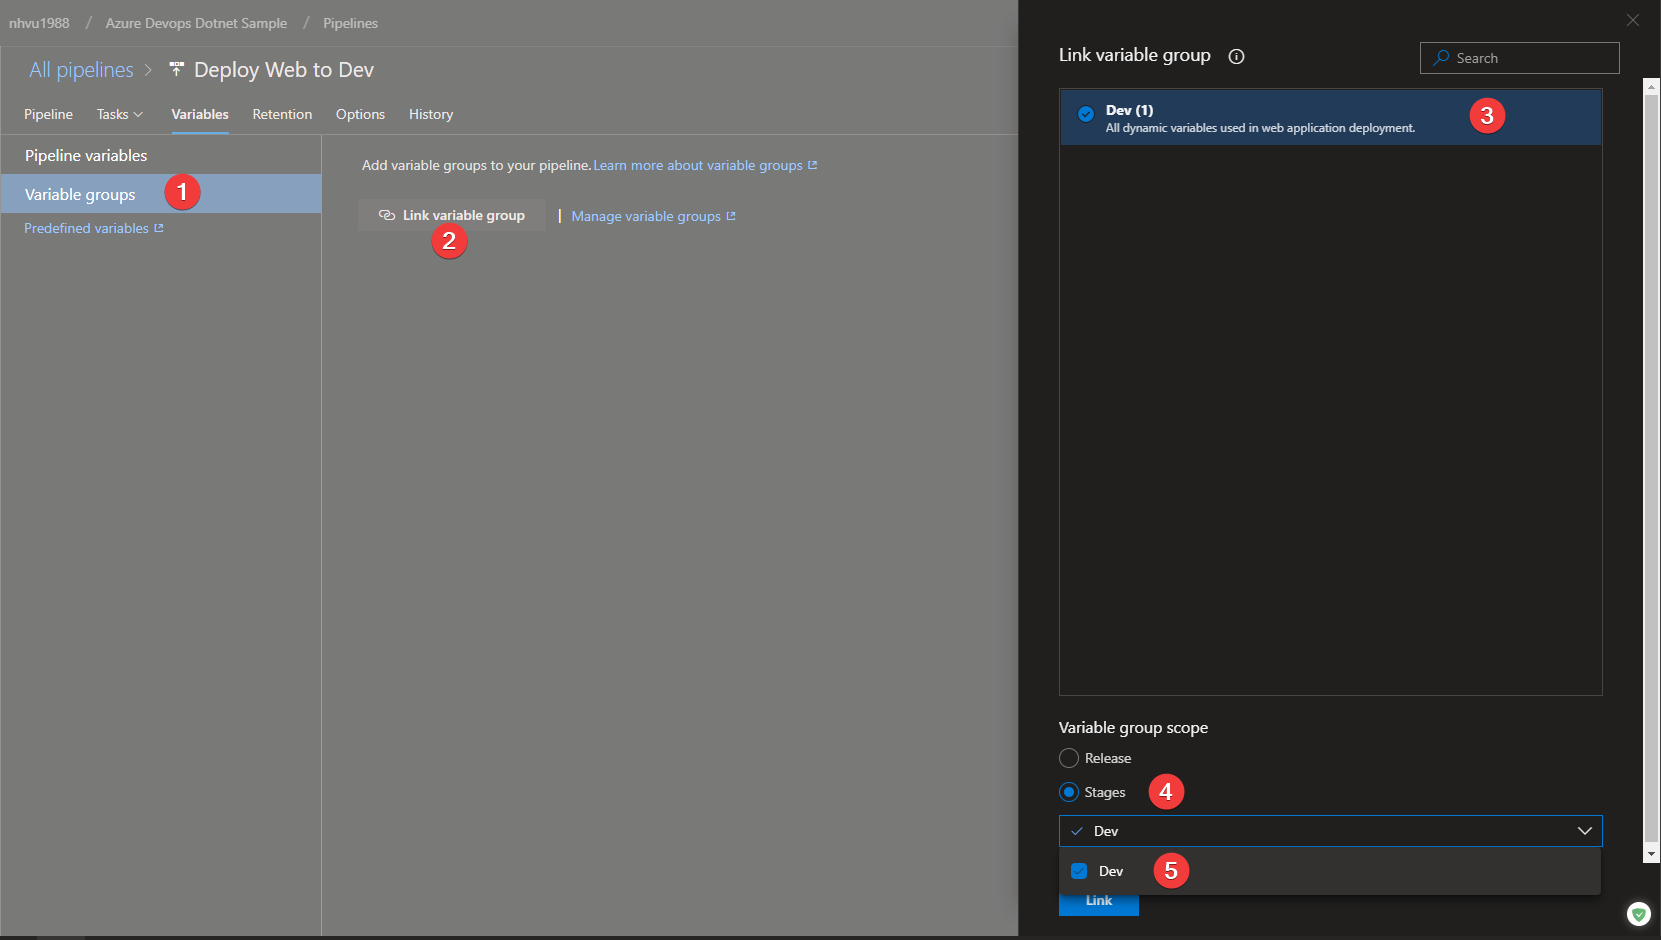 nhvu1988 / Azure Devops Dotnet Sample / Pipelines
All pipelines > Deploy Web to Dev
Pipeline Tasks Variables Retention Options History
Pipeline variables
Variable groups 1
Predefined variables
Add variable groups to your pipeline. Learn more about variable groups
Link variable group | Manage variable groups
2
Link variable group
Search
Dev (1)
All dynamic variables used in web application deployment.
3
Variable group scope
Release
Stages 4
Dev
Dev 5
Link